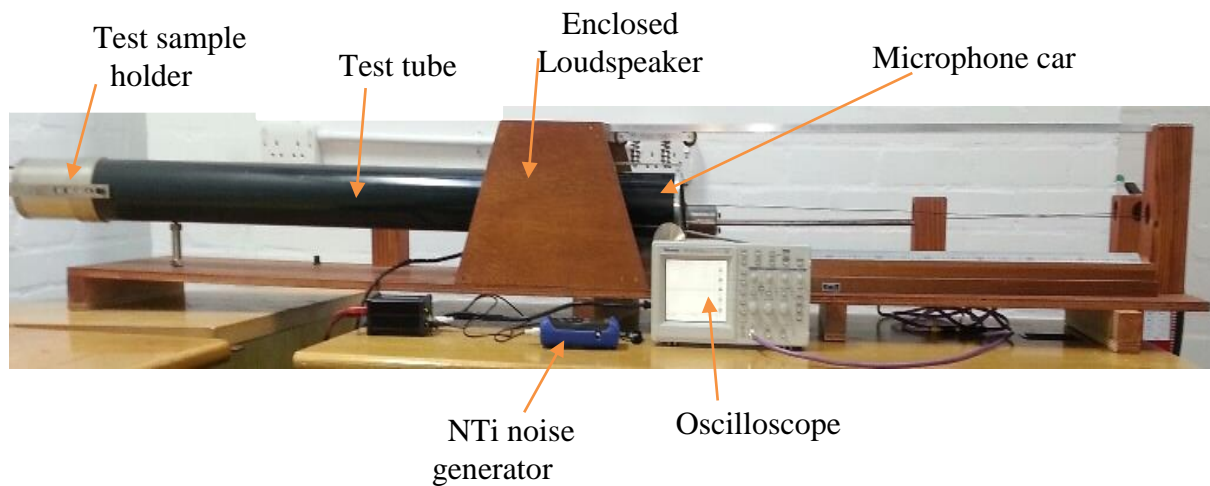 Test sample
holder
Test tube
Enclosed
Loudspeaker
Microphone car
NTi noise
generator
Oscilloscope